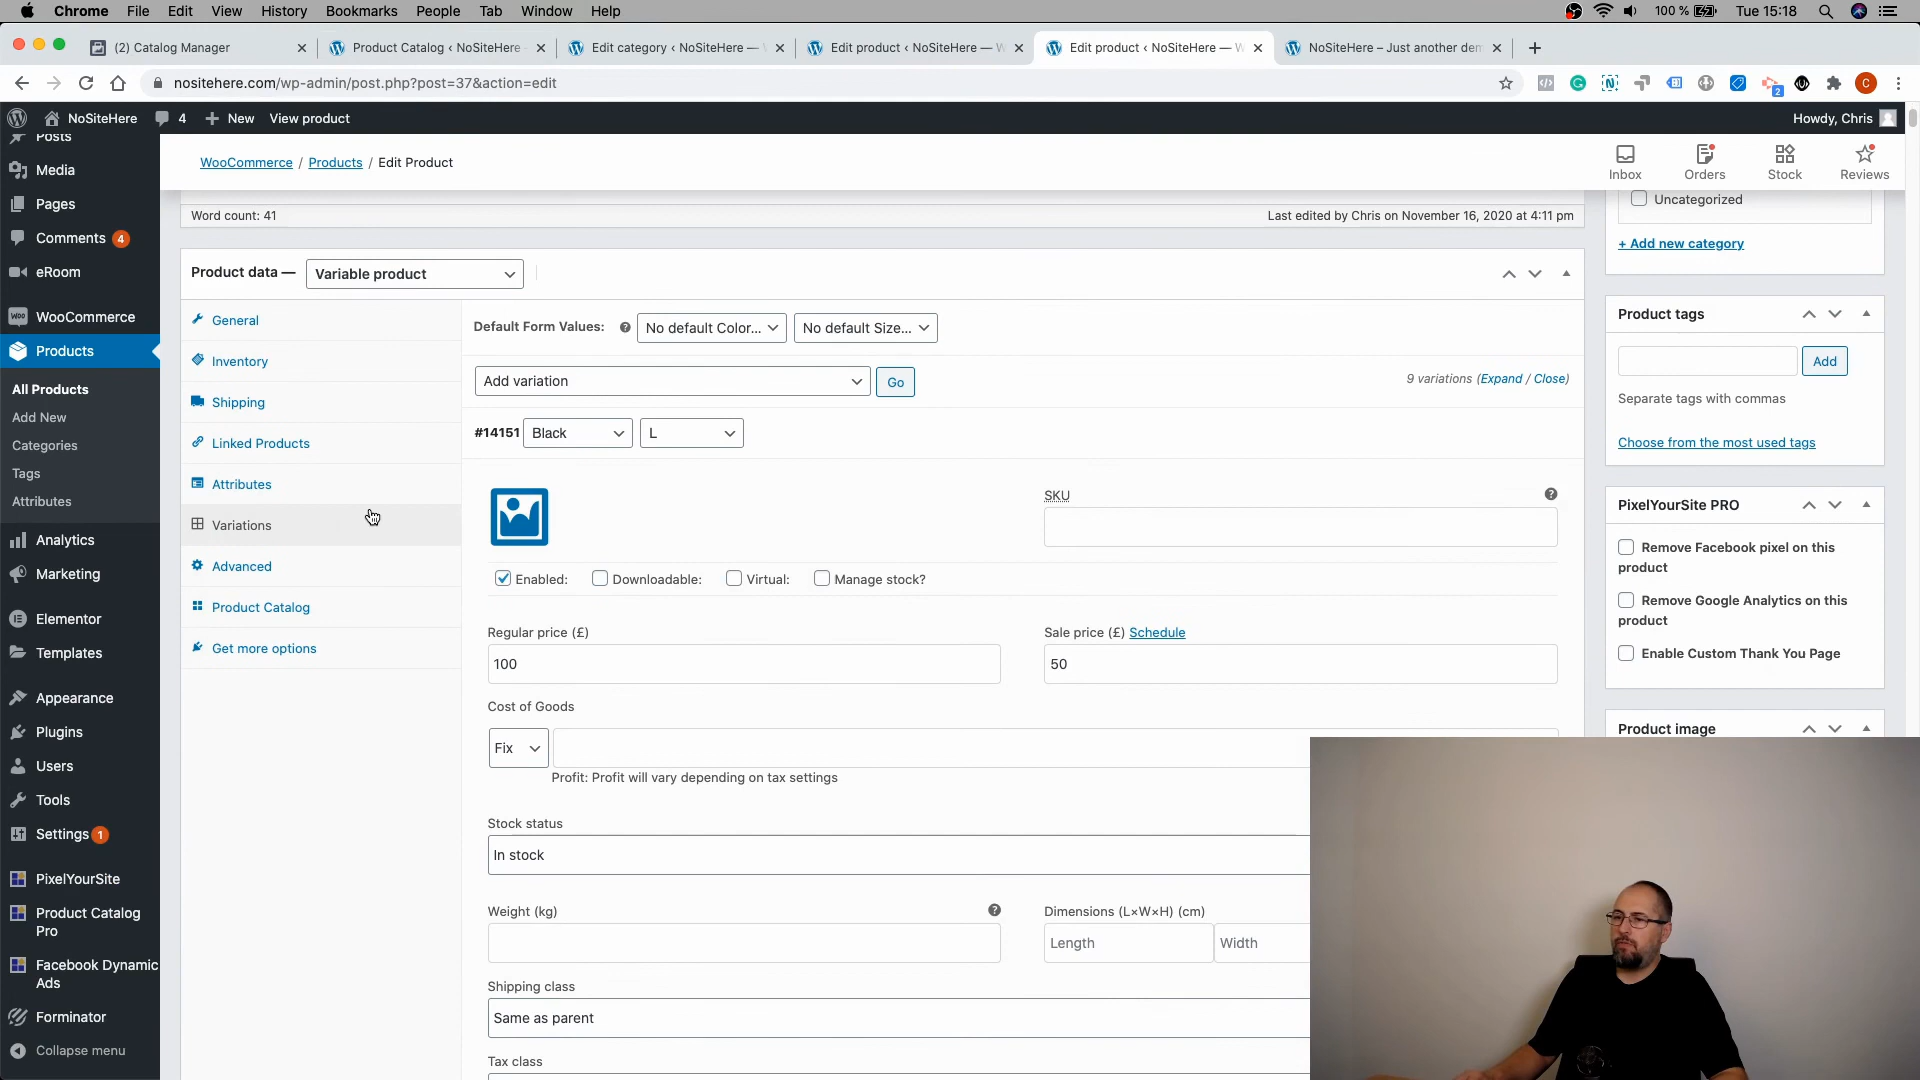 Chrome File Edit View History Bookmarks People Tab Window Help 100 % Tue 15:18
(2) Catalog Manager Product Catalog ‹ NoSiteHere - Edit category ‹ NoSiteHere — Edit product ‹ NoSiteHere — W Edit product ‹ NoSiteHere — W NoSiteHere – Just another dem
nositehere.com/wp-admin/post.php?post=37&action=edit
NoSiteHere 4 New View product Howdy, Chris
Posts
Media
Pages
Comments 4
eRoom
WooCommerce
Products
All Products
Add New
Categories
Tags
Attributes
Analytics
Marketing
Elementor
Templates
Appearance
Plugins
Users
Tools
Settings 1
PixelYourSite
Product Catalog
Pro
Facebook Dynamic
Ads
Forminator
Collapse menu
WooCommerce / Products / Edit Product
Inbox Orders Stock Reviews
Word count: 41 Last edited by Chris on November 16, 2020 at 4:11 pm
Product data — Variable product
General
Inventory
Shipping
Linked Products
Attributes
Variations
Advanced
Product Catalog
Get more options
Default Form Values: No default Color... No default Size...
Add variation Go 9 variations (Expand / Close)
#14151 Black L
SKU
Enabled: Downloadable: Virtual: Manage stock?
Regular price (£) Sale price (£) Schedule
100 50
Cost of Goods
Fix
Profit: Profit will vary depending on tax settings
Stock status
In stock
Weight (kg) Dimensions (L×W×H) (cm)
Length Width
Shipping class
Same as parent
Tax class
Uncategorized
+ Add new category
Product tags
Add
Separate tags with commas
Choose from the most used tags
PixelYourSite PRO
Remove Facebook pixel on this
product
Remove Google Analytics on this
product
Enable Custom Thank You Page
Product image